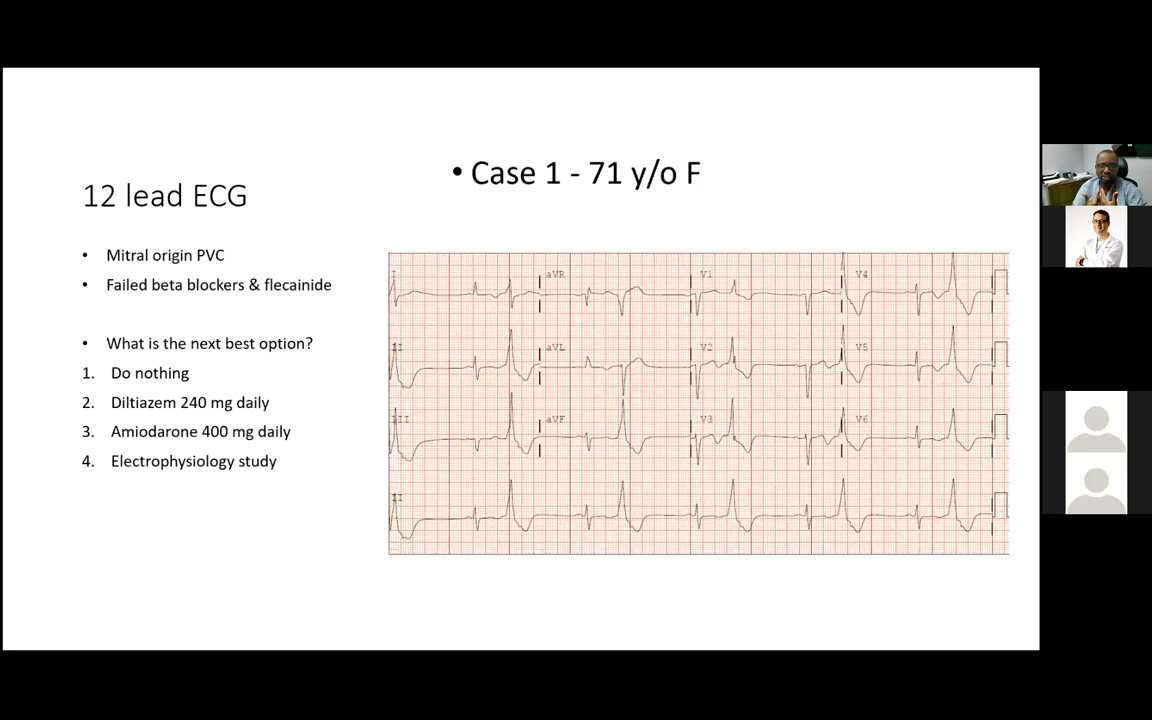 • Case 1 - 71 y/o F
12 lead ECG
• Mitral origin PVC
• Failed beta blockers & flecainide
• What is the next best option?
1. Do nothing
2. Diltiazem 240 mg daily
3. Amiodarone 400 mg daily
4. Electrophysiology study
I aVR V1 V4
II aVL V2 V5
III aVF V3 V6
II